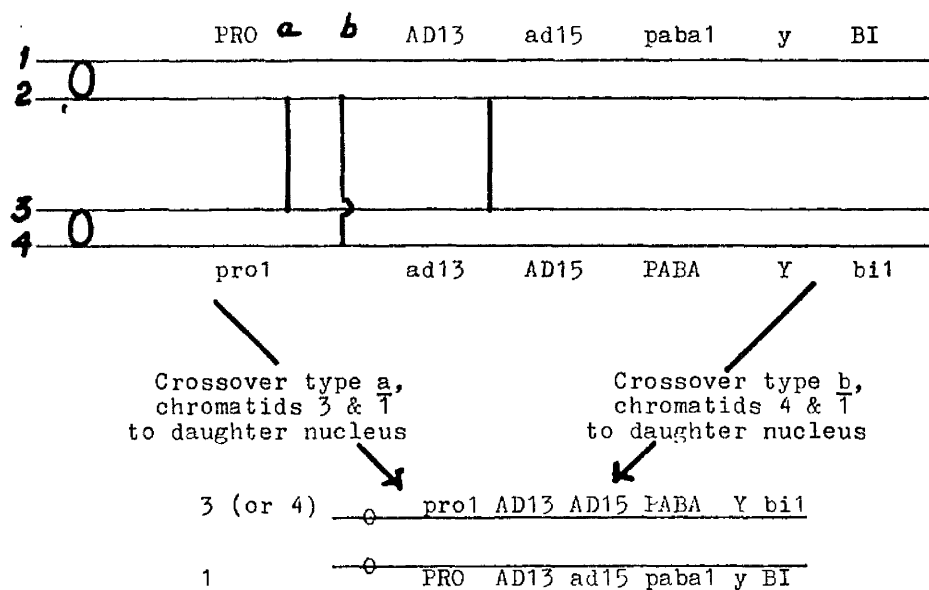 PRO a b AD13 ad15 paba1 y BI
1
2
3
4
pro1 ad13 AD15 PABA Y bi1
Crossover type a,
chromatids 3 & 1
to daughter nucleus
Crossover type b,
chromatids 4 & 1
to daughter nucleus
3 (or 4) pro1 AD13 AD15 PABA Y bi1
1 PRO AD13 ad15 paba1 y BI